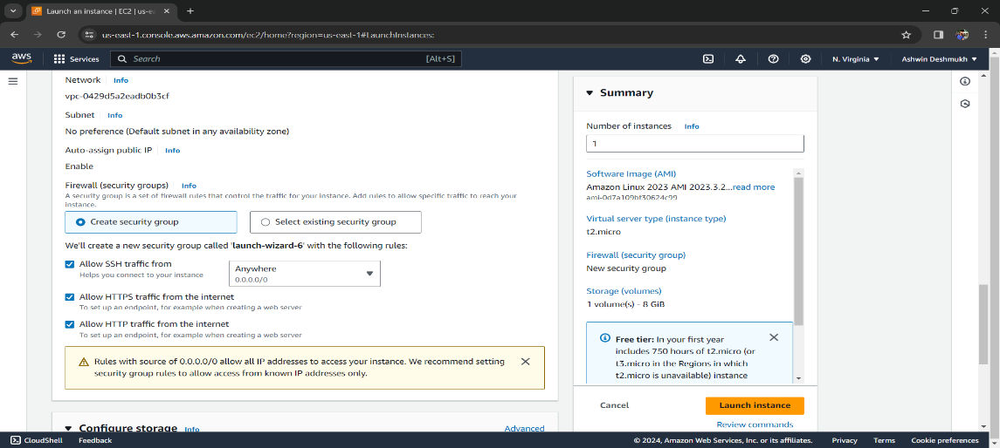 Launch an instance | EC2 | us-ea
us-east-1.console.aws.amazon.com/ec2/home?region=us-east-1#LaunchInstances:
aws
Services
Search
[Alt+S]
N. Virginia
Ashwin Deshmukh
Network Info
vpc-0429d5a2eadb0b3cf
Subnet Info
No preference (Default subnet in any availability zone)
Auto-assign public IP Info
Enable
Firewall (security groups) Info
A security group is a set of firewall rules that control the traffic for your instance. Add rules to allow specific traffic to reach your
instance.
Create security group
Select existing security group
We'll create a new security group called 'launch-wizard-6' with the following rules:
Allow SSH traffic from
Helps you connect to your instance
Anywhere
0.0.0.0/0
Allow HTTPS traffic from the internet
To set up an endpoint, for example when creating a web server
Allow HTTP traffic from the internet
To set up an endpoint, for example when creating a web server
Rules with source of 0.0.0.0/0 allow all IP addresses to access your instance. We recommend setting
security group rules to allow access from known IP addresses only.
Configure storage Info
Advanced
Summary
Number of instances Info
1
Software Image (AMI)
Amazon Linux 2023 AMI 2023.3.2...read more
ami-0d7a109bf30624c99
Virtual server type (instance type)
t2.micro
Firewall (security group)
New security group
Storage (volumes)
1 volume(s) - 8 GiB
Free tier: In your first year
includes 750 hours of t2.micro (or
t3.micro in the Regions in which
t2.micro is unavailable) instance
Cancel
Launch instance
Review commands
CloudShell
Feedback
© 2024, Amazon Web Services, Inc. or its affiliates.
Privacy
Terms
Cookie preferences